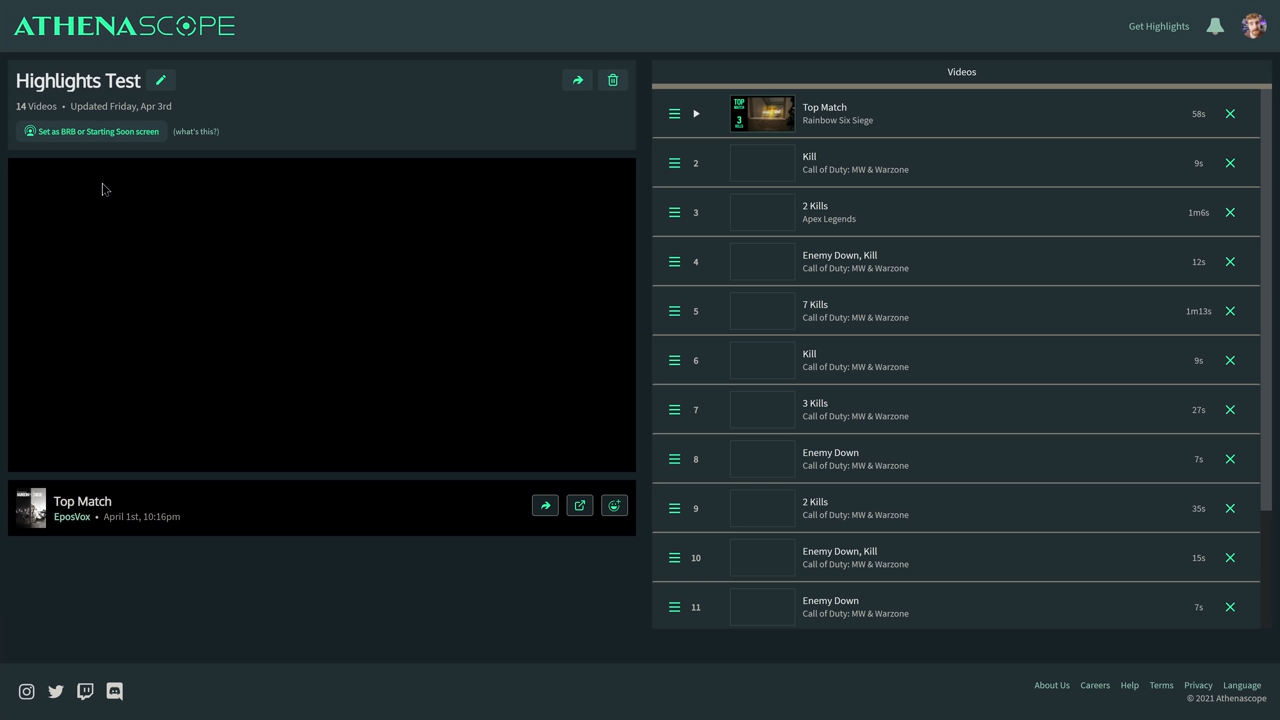 ATHENASCOPE
Get Highlights
Highlights Test
14 Videos • Updated Friday, Apr 3rd
Set as BRB or Starting Soon screen (what's this?)
Top Match
EposVox • April 1st, 10:16pm
Videos
TOP
MATCH
3
KILLS
Top Match
Rainbow Six Siege
58s
2
Kill
Call of Duty: MW & Warzone
9s
3
2 Kills
Apex Legends
1m6s
4
Enemy Down, Kill
Call of Duty: MW & Warzone
12s
5
7 Kills
Call of Duty: MW & Warzone
1m13s
6
Kill
Call of Duty: MW & Warzone
9s
7
3 Kills
Call of Duty: MW & Warzone
27s
8
Enemy Down
Call of Duty: MW & Warzone
7s
9
2 Kills
Call of Duty: MW & Warzone
35s
10
Enemy Down, Kill
Call of Duty: MW & Warzone
15s
11
Enemy Down
Call of Duty: MW & Warzone
7s
About Us Careers Help Terms Privacy Language
© 2021 Athenascope